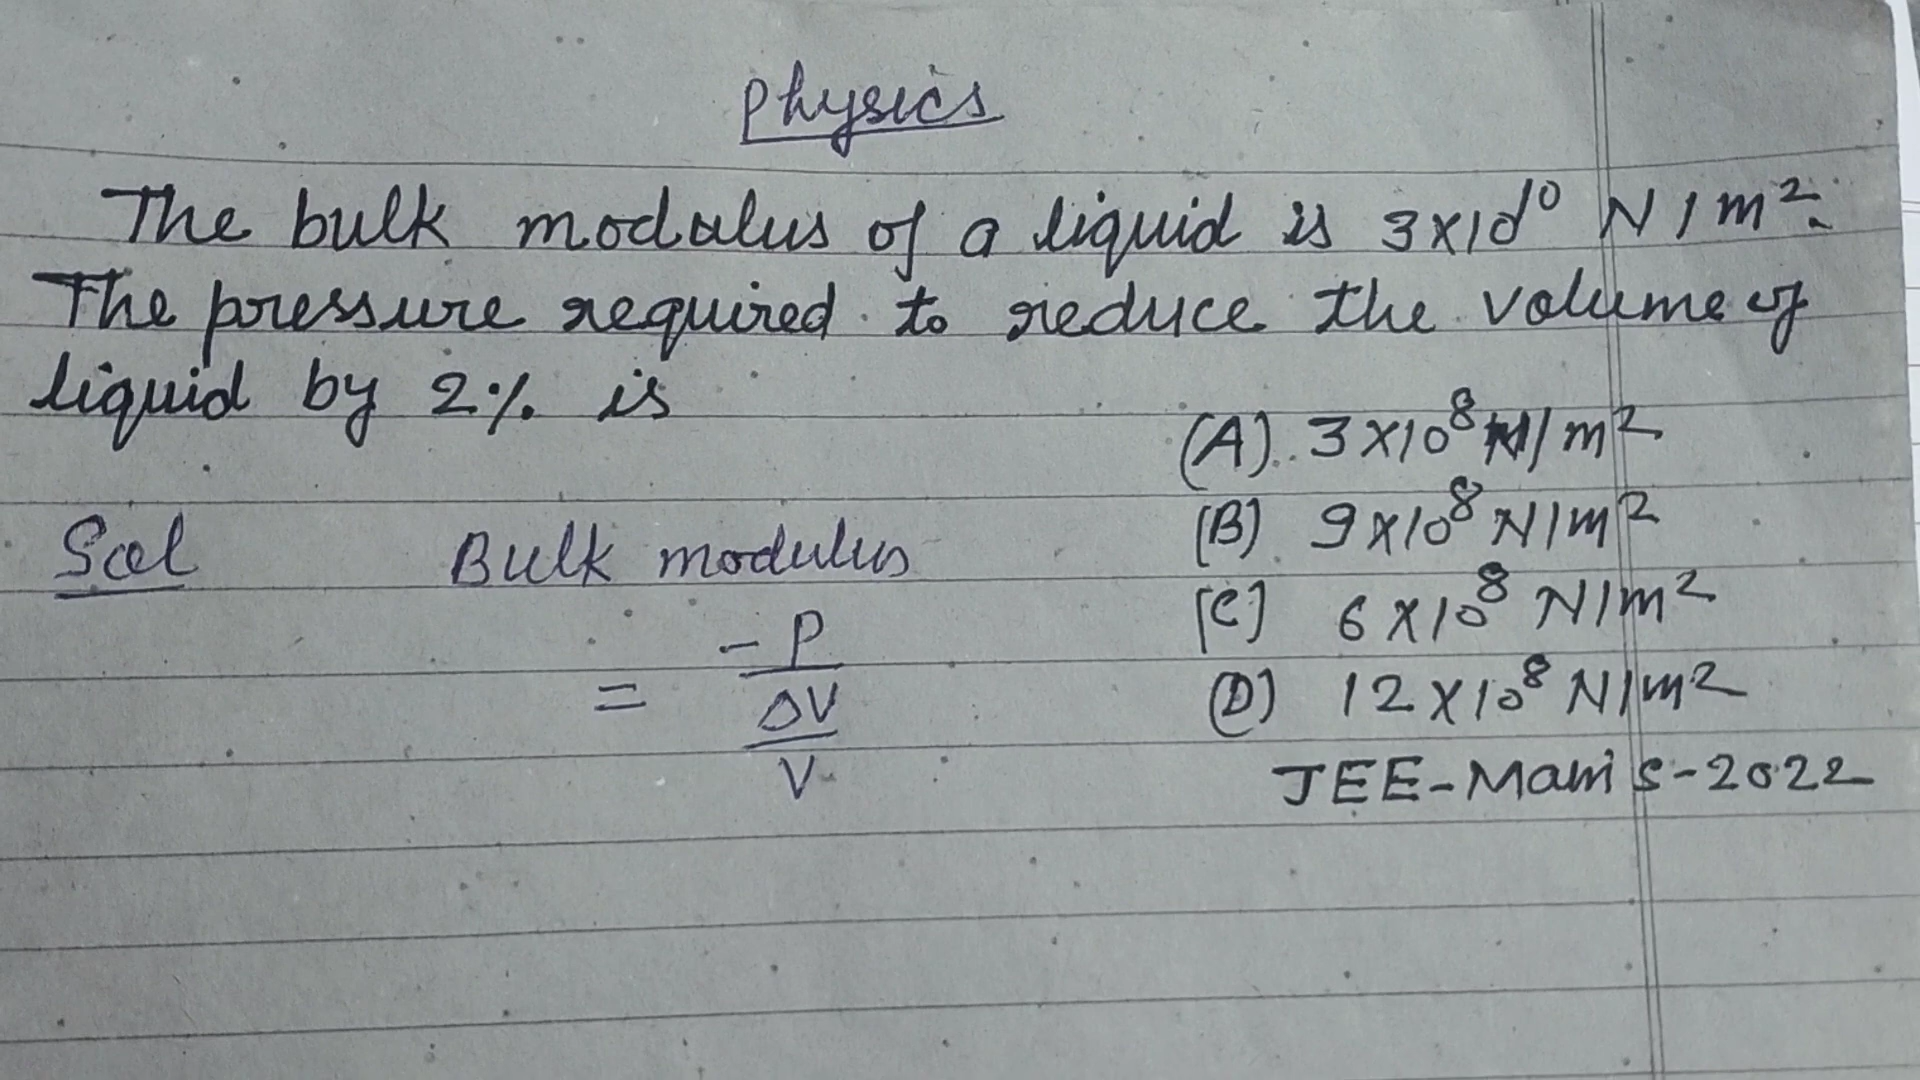 Physics
The bulk modulus of a liquid is 3×10¹⁰ N/m².
The pressure required to reduce the volume of
liquid by 2% is
(A). 3×10⁸ N/m²
(B) 9×10⁸ N/m²
[C] 6×10⁸ N/m²
(D) 12×10⁸ N/m²
JEE-Mains-2022
Sol Bulk modulus
= -P
ΔV
V